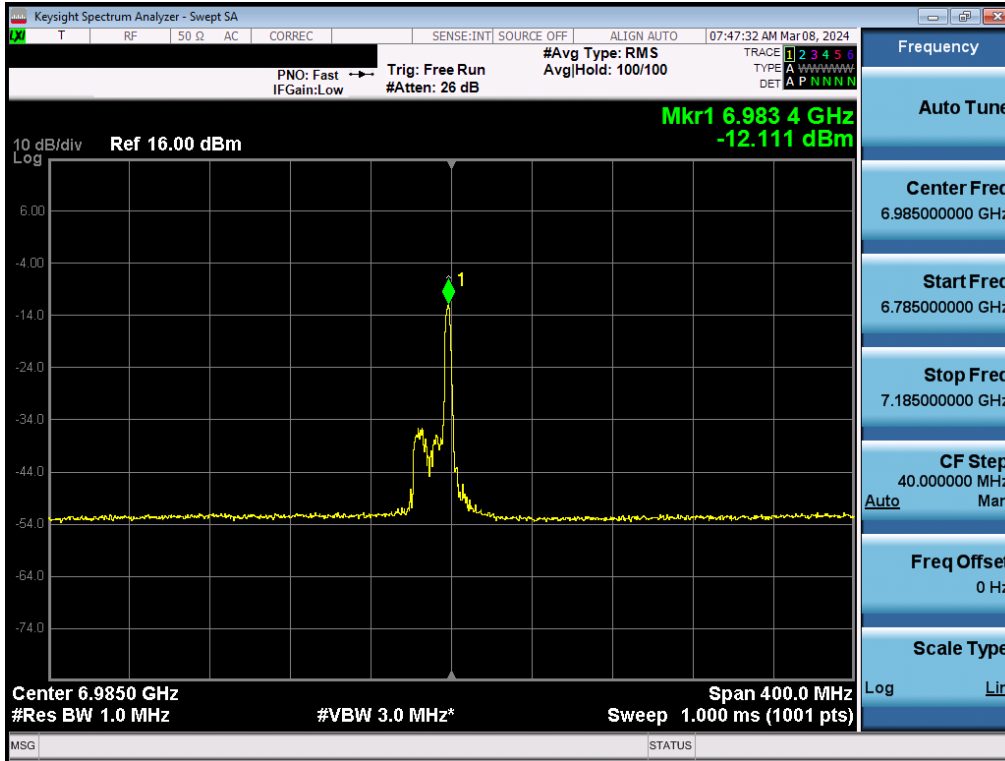 Keysight Spectrum Analyzer - Swept SA
LXI T RF 50 Ω AC CORREC SENSE:INT SOURCE OFF ALIGN AUTO 07:47:32 AM Mar 08, 2024
PNO: Fast
IFGain:Low
Trig: Free Run
#Atten: 26 dB
#Avg Type: RMS
Avg|Hold: 100/100
TRACE 1 2 3 4 5 6
TYPE A WWWWW
DET A P N N N N
Mkr1 6.983 4 GHz
-12.111 dBm
10 dB/div Ref 16.00 dBm
Log
6.00
-4.00
-14.0
-24.0
-34.0
-44.0
-54.0
-64.0
-74.0
1
Center 6.9850 GHz Span 400.0 MHz
#Res BW 1.0 MHz #VBW 3.0 MHz* Sweep 1.000 ms (1001 pts)
MSG STATUS
Frequency
Auto Tune
Center Freq
6.985000000 GHz
Start Freq
6.785000000 GHz
Stop Freq
7.185000000 GHz
CF Step
40.000000 MHz
Auto Man
Freq Offset
0 Hz
Scale Type
Log Lin